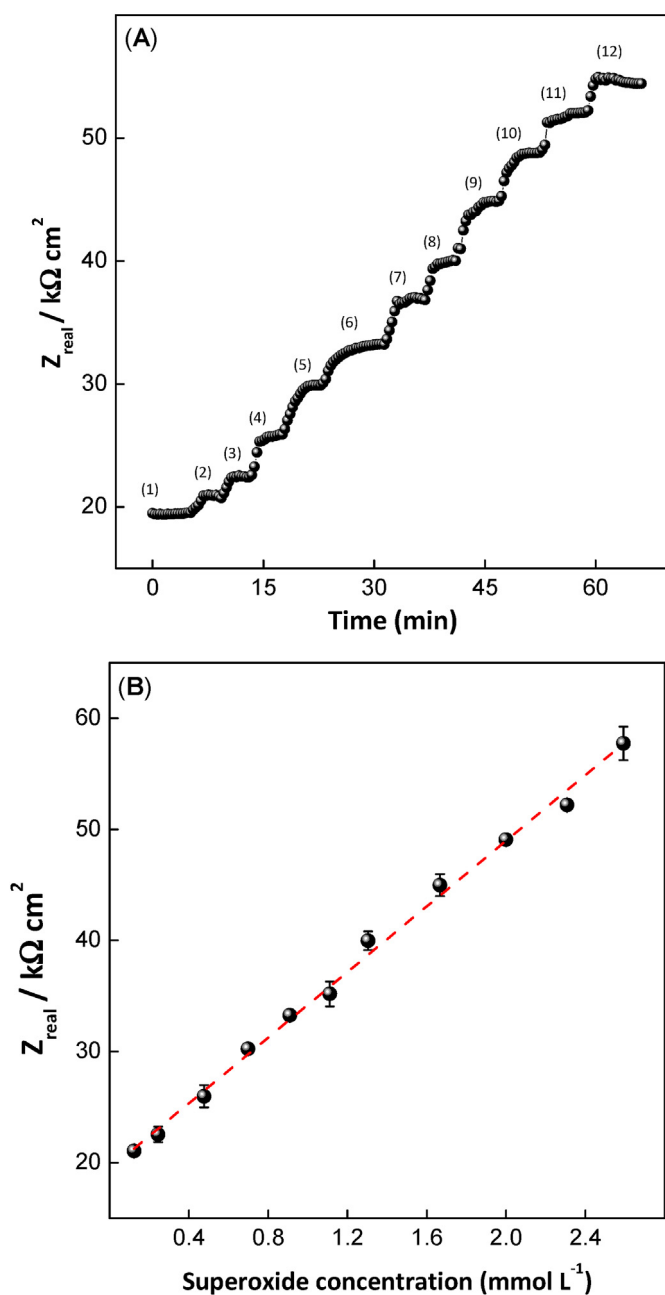 (A)
(12)
(11)
50
(10)
(9)
40
(8)
(7)
(6)
30
(5)
(4)
(3)
(2)
(1)
20
Z_real / kΩ cm²
0 15 30 45 60
Time (min)
(B)
60
50
40
30
20
Z_real / kΩ cm²
0.4 0.8 1.2 1.6 2.0 2.4
Superoxide concentration (mmol L⁻¹)